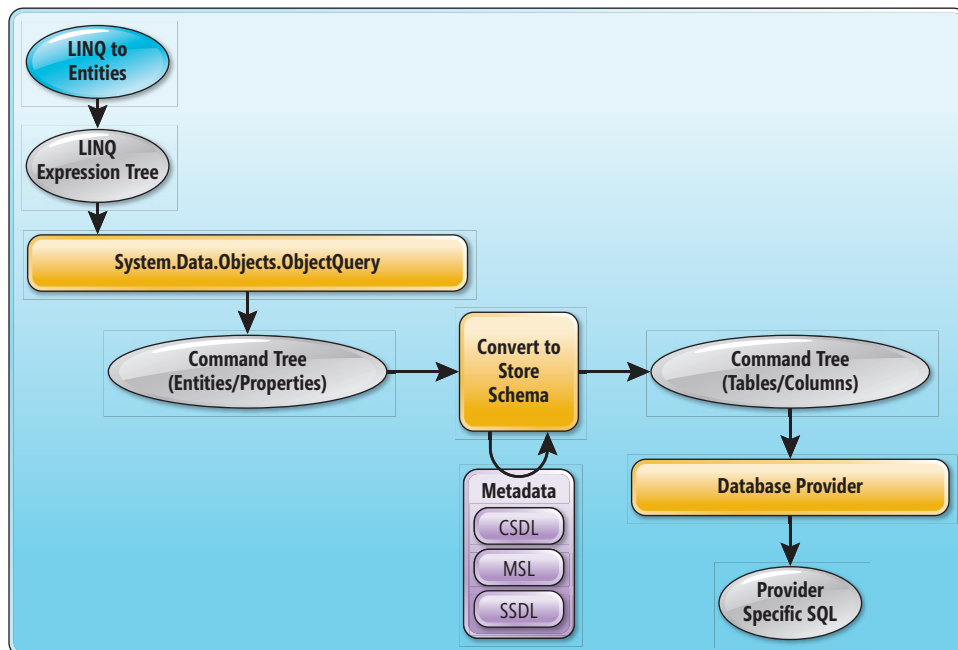 LINQ to
Entities
LINQ
Expression Tree
System.Data.Objects.ObjectQuery
Command Tree
(Entities/Properties)
Convert to
Store
Schema
Command Tree
(Tables/Columns)
Metadata
CSDL
MSL
SSDL
Database Provider
Provider
Specific SQL